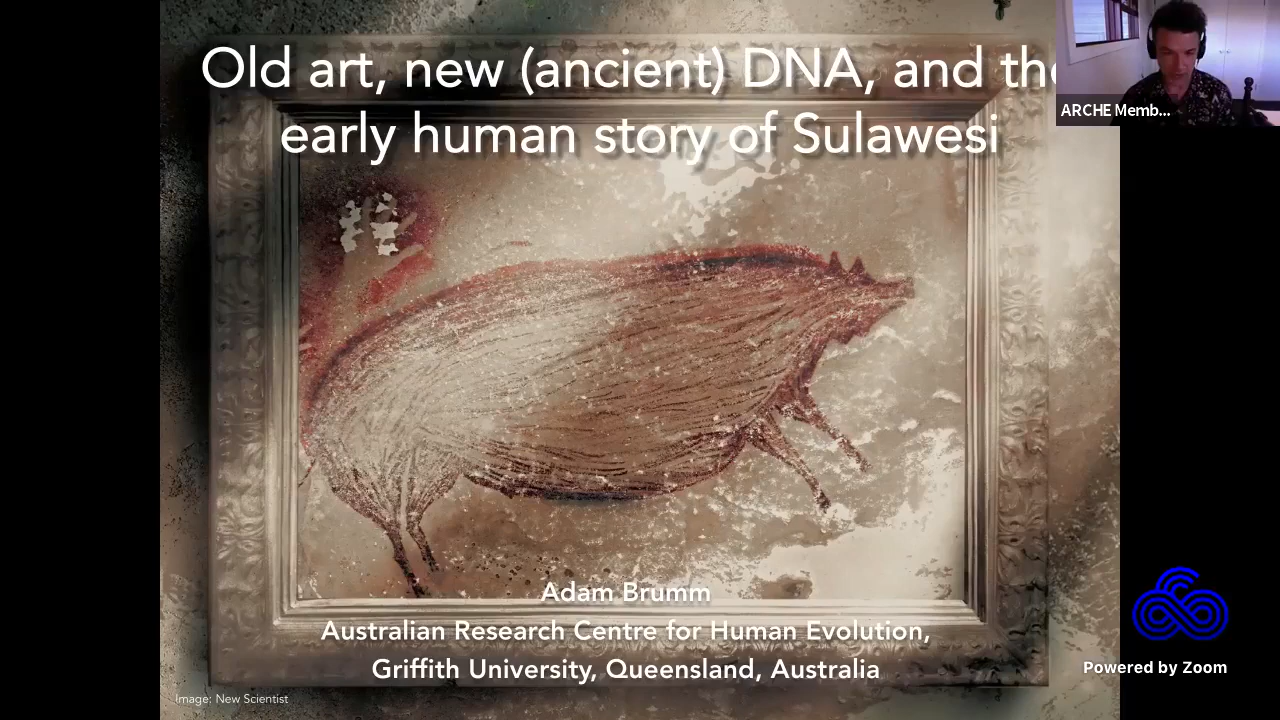 Old art, new (ancient) DNA, and the
early human story of Sulawesi
ARCHE Memb...
Adam Brumm
Australian Research Centre for Human Evolution,
Griffith University, Queensland, Australia
Powered by Zoom
Image: New Scientist